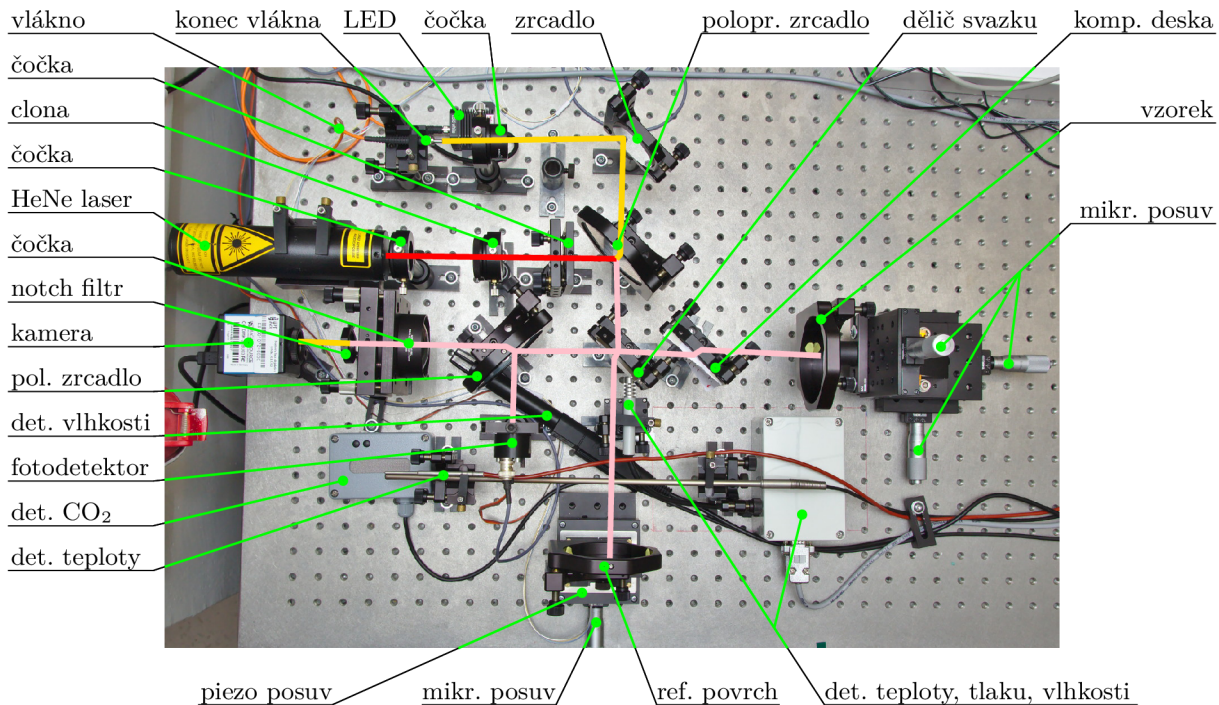 vlákno
konec vlákna
LED
čočka
zrcadlo
polopr. zrcadlo
dělič svazku
komp. deska
čočka
clona
čočka
HeNe laser
čočka
notch filtr
kamera
pol. zrcadlo
det. vlhkosti
fotodetektor
det. CO₂
det. teploty
vzorek
mikr. posuv
piezo posuv
mikr. posuv
ref. povrch
det. teploty, tlaku, vlhkosti